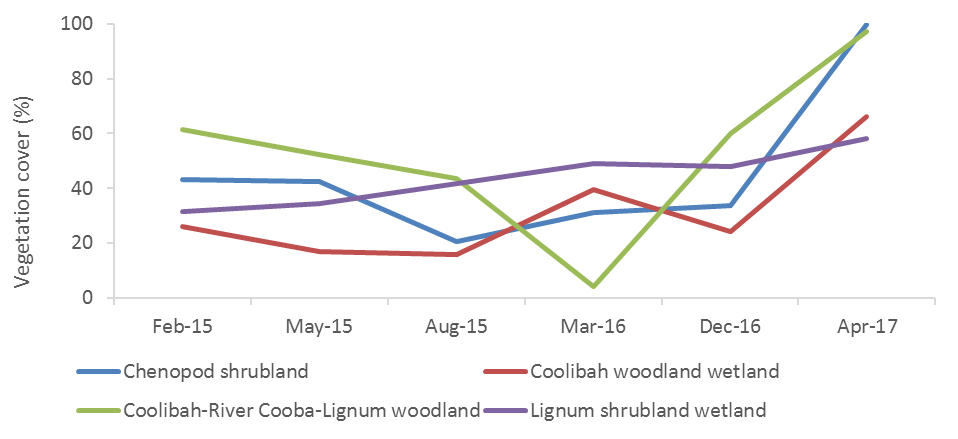 Vegetation cover (%)
100
80
60
40
20
0
Feb-15 May-15 Aug-15 Mar-16 Dec-16 Apr-17
Chenopod shrubland Coolibah woodland wetland
Coolibah-River Cooba-Lignum woodland Lignum shrubland wetland